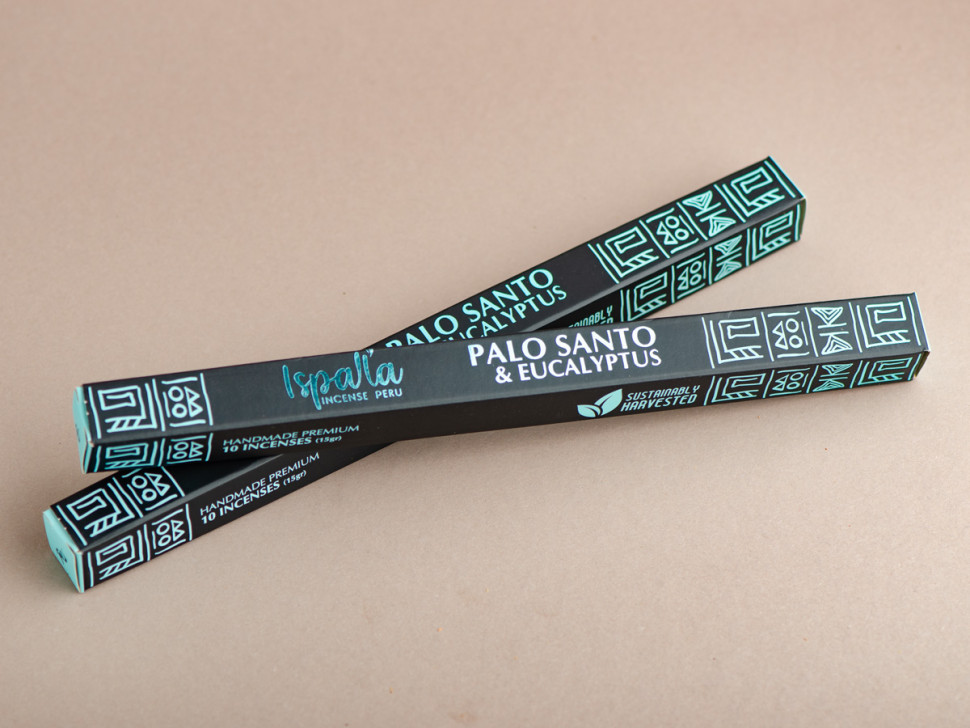 PALO SANTO
EUCALYPTUS
Ispalla
INCENSE PERU
PALO SANTO
& EUCALYPTUS
SUSTAINABLY
HARVESTED
HANDMADE PREMIUM
10 INCENSES (15gr)
HANDMADE PREMIUM
10 INCENSES (15gr)